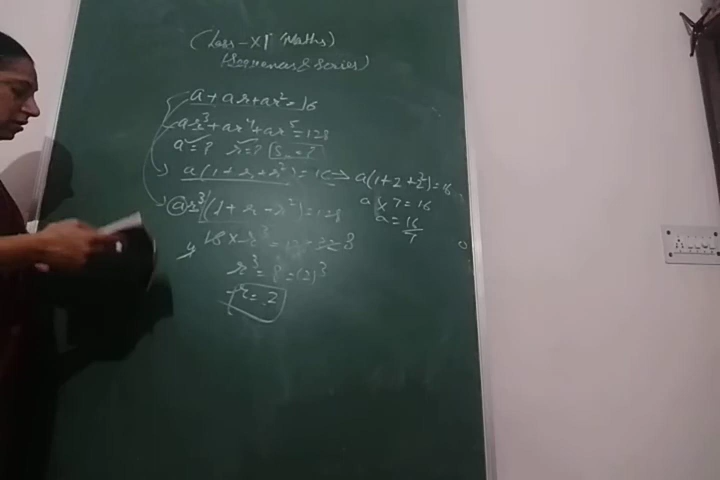 (Class - XI Maths)
(Sequences & Series)
a + ar + ar² = 16
ar³ + ar⁴ + ar⁵ = 128
a = ? r = ? Sₙ = ?
a(1 + r + r²) = 16 → a(1 + 2 + 2²) = 16
a × 7 = 16
ar³(1 + r + r²) = 128
a = 16/7
16 × r³ = 128
r³ = 8 = (2)³
r = 2